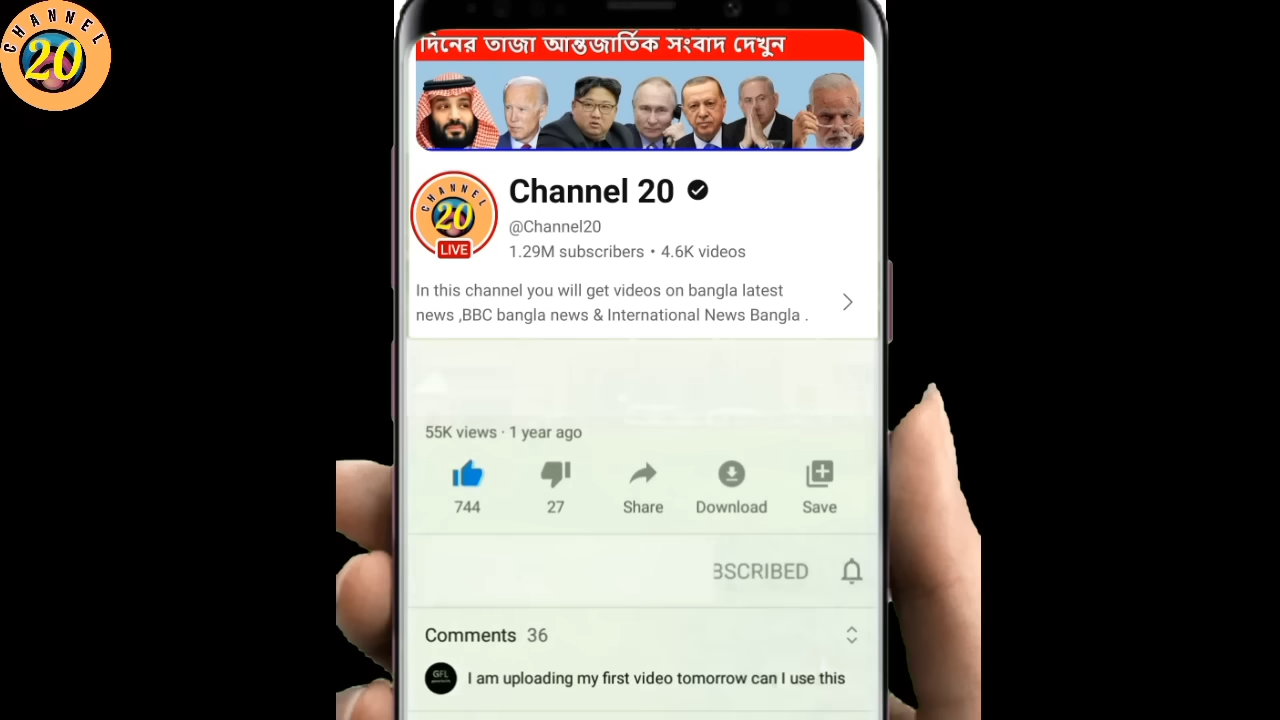 CHANNEL
20
দিনের তাজা আন্তজার্তিক সংবাদ দেখুন
CHANNEL
20
LIVE
Channel 20
@Channel20
1.29M subscribers • 4.6K videos
In this channel you will get videos on bangla latest
news ,BBC bangla news & International News Bangla .
55K views · 1 year ago
744
27
Share
Download
Save
BSCRIBED
Comments 36
GFL
I am uploading my first video tomorrow can I use this